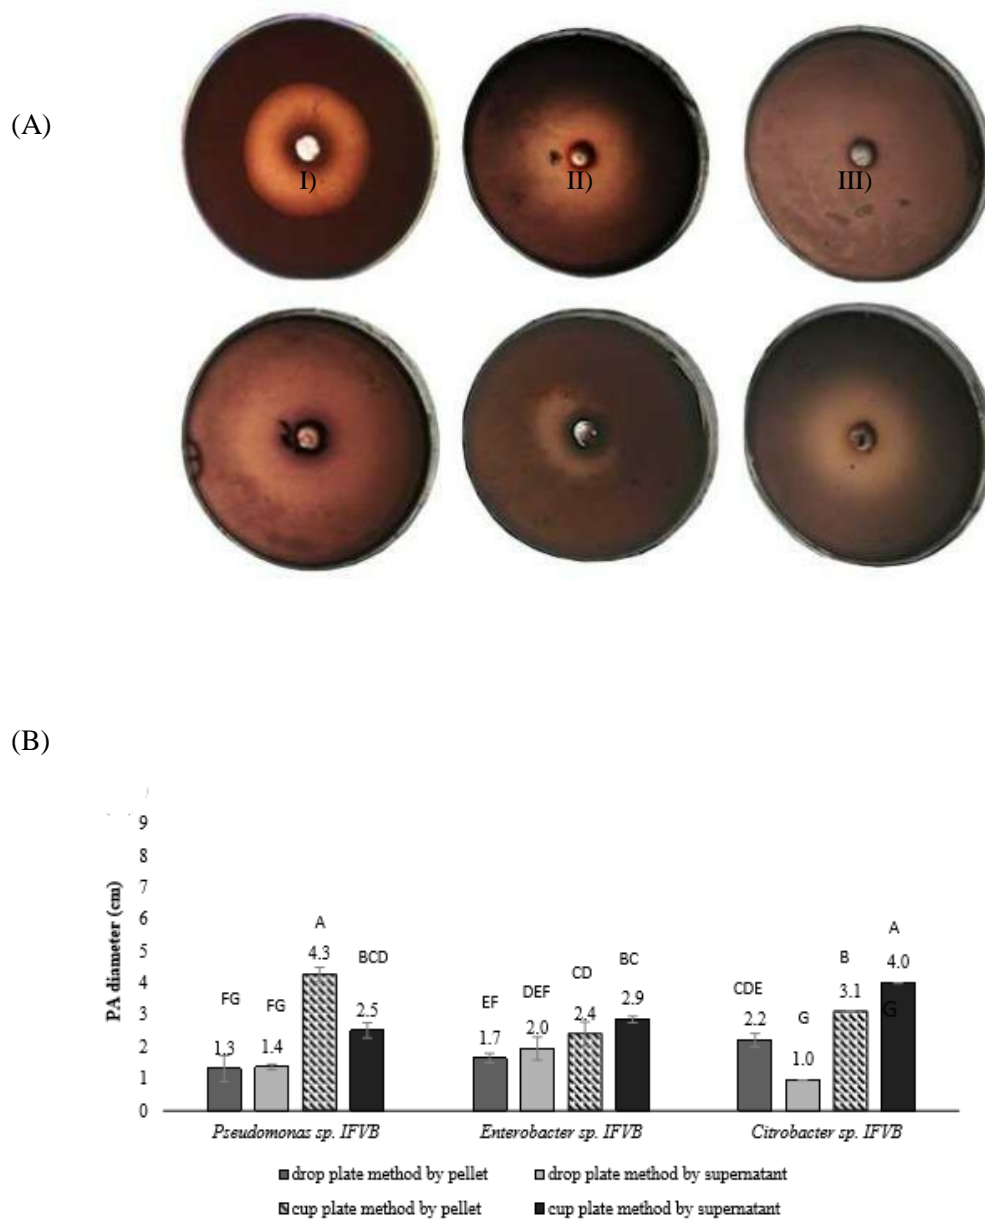 (A)
I)
II)
III)
(B)
PA diameter (cm)
9
8
7
6
5
4
3
2
1
0
FG
1.3
FG
1.4
A
4.3
BCD
2.5
EF
1.7
DEF
2.0
CD
2.4
BC
2.9
CDE
2.2
G
1.0
B
3.1
A
4.0
G
Pseudomonas sp. IFVB
Enterobacter sp. IFVB
Citrobacter sp. IFVB
drop plate method by pellet
drop plate method by supernatant
cup plate method by pellet
cup plate method by supernatant